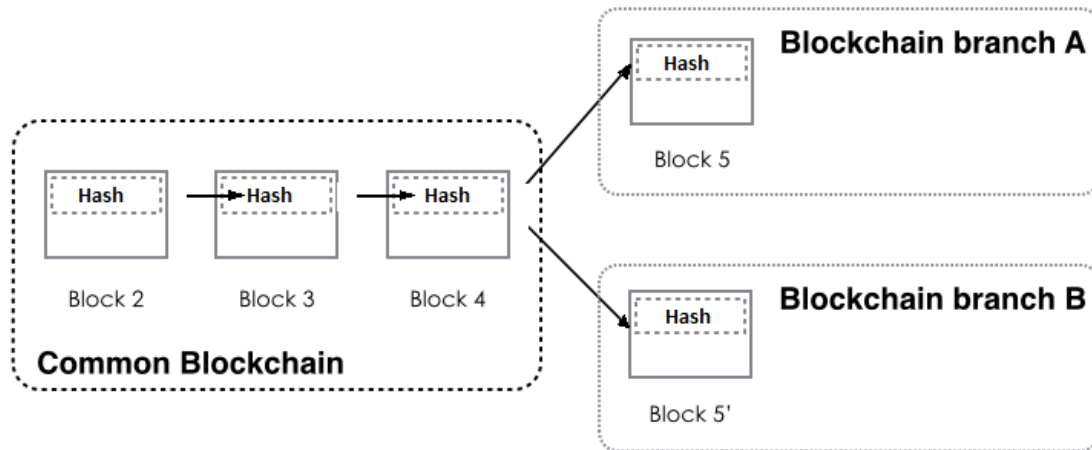 Blockchain branch A
Hash
Block 5
Hash Hash Hash
Block 2 Block 3 Block 4
Common Blockchain
Blockchain branch B
Hash
Block 5'